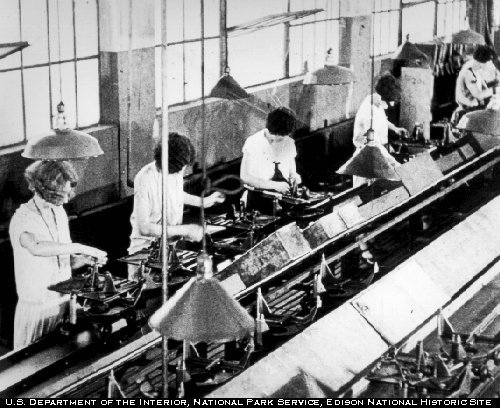 U.S. Department of the Interior, National Park Service, Edison National Historic Site